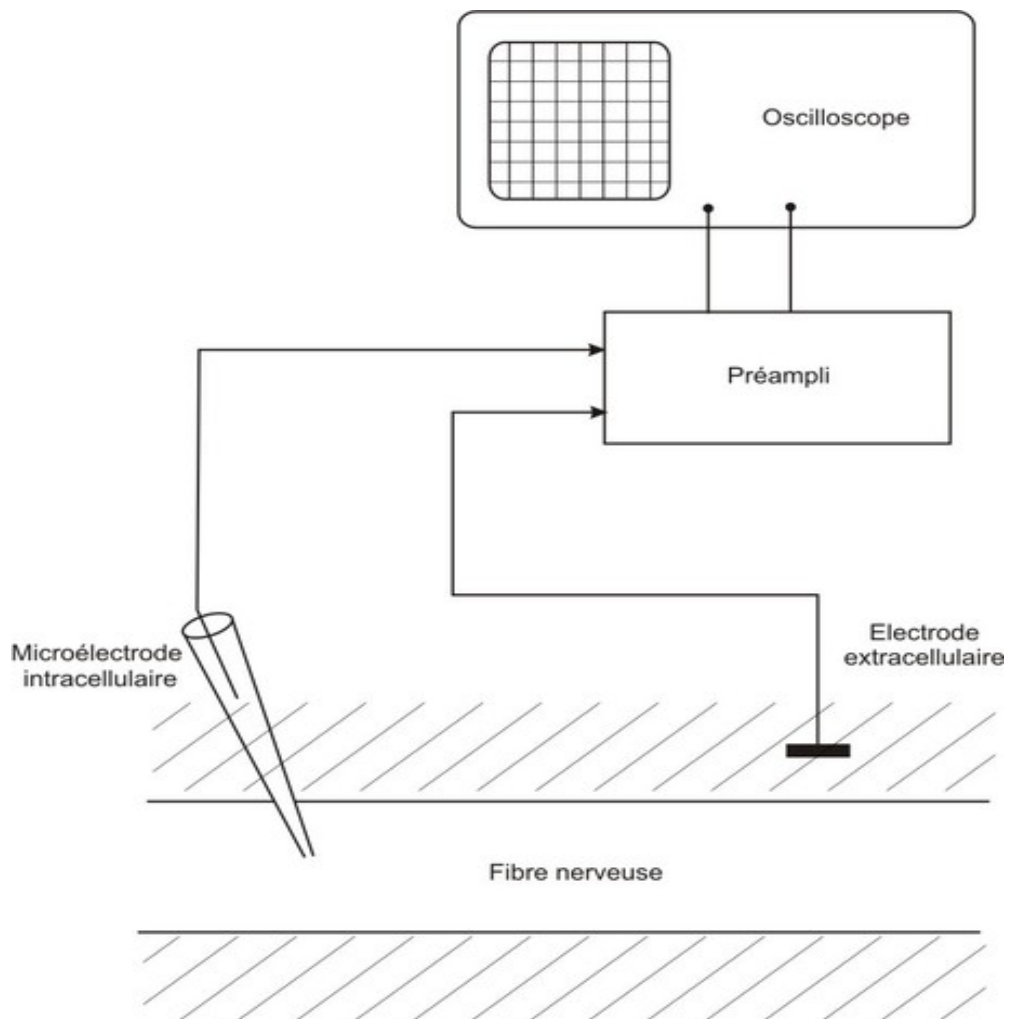 Oscilloscope
Préampli
Microélectrode
intracellulaire
Electrode
extracellulaire
Fibre nerveuse